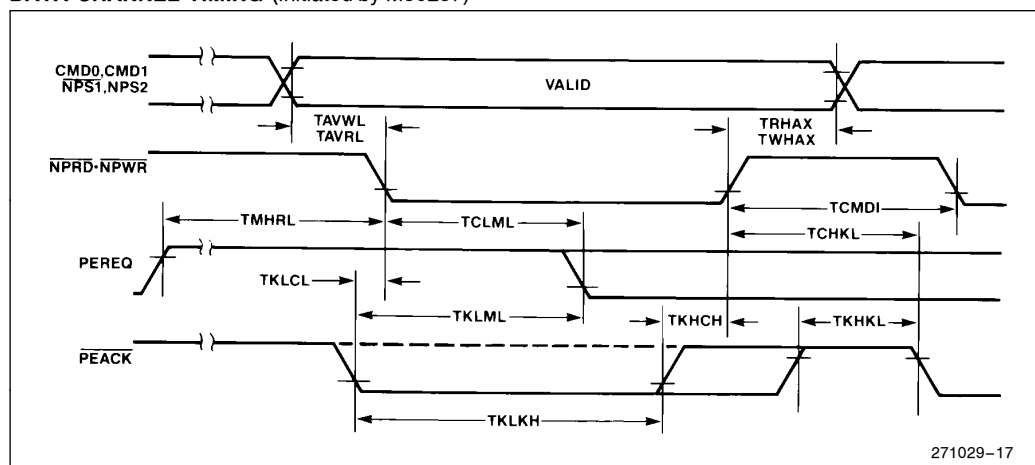 DATA CHANNEL TIMING (Initiated by M80287)
CMD0,CMD1
NPS1,NPS2
VALID
TAVWL
TAVRL
TRHAX
TWHAX
NPRD•NPWR
TMHRL
TCLML
TCMDI
TCHKL
PEREQ
TKLCL
TKLML
TKHCH
TKHKL
PEACK
TKLKH
271029–17